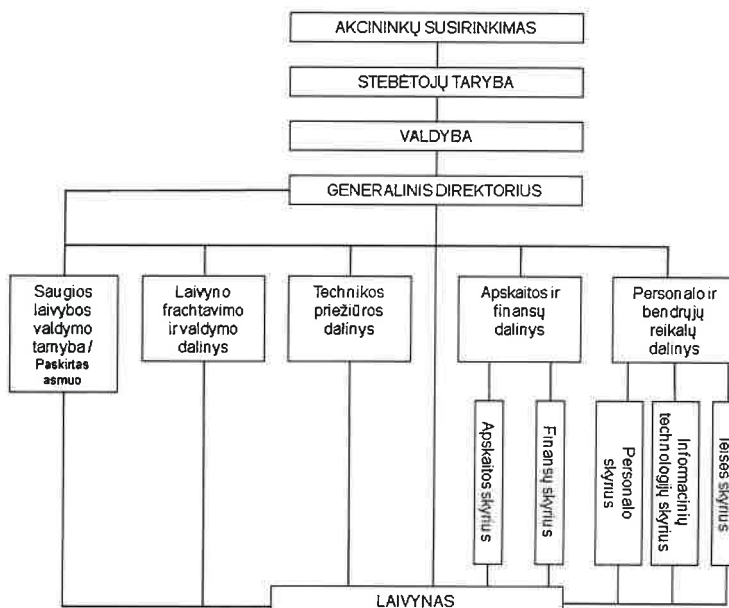 AKCININKŲ SUSIRINKIMAS
STEBĖTOJŲ TARYBA
VALDYBA
GENERALINIS DIREKTORIUS
Saugios
laivybos
valdymo
tarnyba /
Paskirtas
asmuo
Laivyno
frachtavimo
ir valdymo
dalinys
Technikos
priežiūros
dalinys
Apskaitos ir
finansų
dalinys
Personalo ir
bendrųjų
reikalų
dalinys
Apskaitos skyrius
Finansų skyrius
Personalo
skyrius
Informacinių
technologijų skyrius
Teisės skyrius
LAIVYNAS